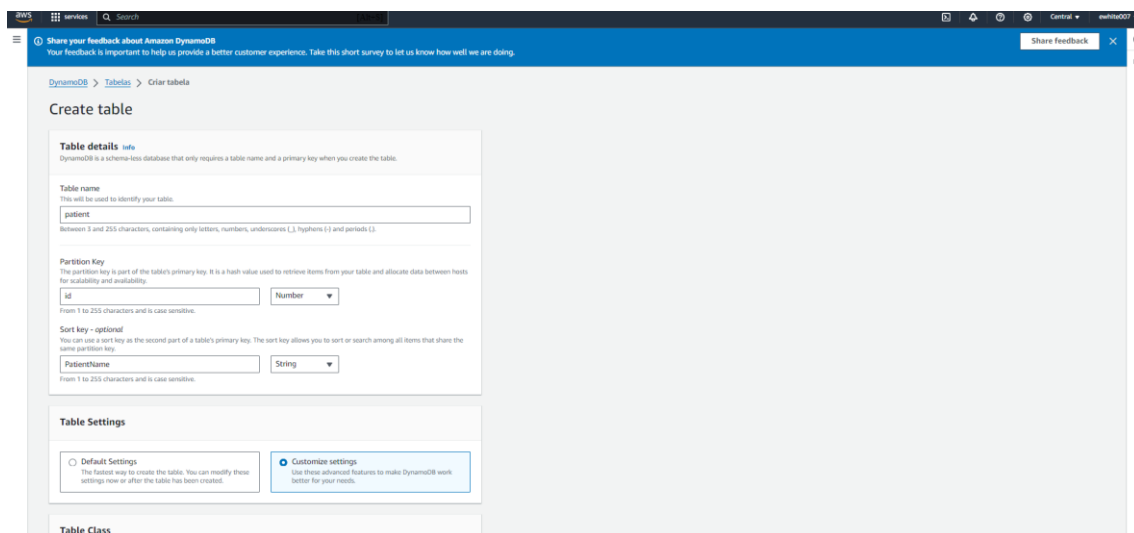 aws services Search Central ewhite007
Share your feedback about Amazon DynamoDB
Your feedback is important to help us provide a better customer experience. Take this short survey to let us know how well we are doing.
Share feedback
DynamoDB > Tabelas > Criar tabela
Create table
Table details info
DynamoDB is a schema-less database that only requires a table name and a primary key when you create the table.
Table name
This will be used to identify your table.
patient
Between 3 and 255 characters, containing only letters, numbers, underscores (_), hyphens (-) and periods (.).
Partition Key
The partition key is part of the table's primary key. It is a hash value used to retrieve items from your table and allocate data between hosts
for scalability and availability.
id Number
From 1 to 255 characters and is case sensitive.
Sort key - optional
You can use a sort key as the second part of a table's primary key. The sort key allows you to sort or search among all items that share the
same partition key.
PatientName String
From 1 to 255 characters and is case sensitive.
Table Settings
Default Settings
The fastest way to create the table. You can modify these
settings now or after the table has been created.
Customize settings
Use these advanced features to make DynamoDB work
better for your needs.
Table Class